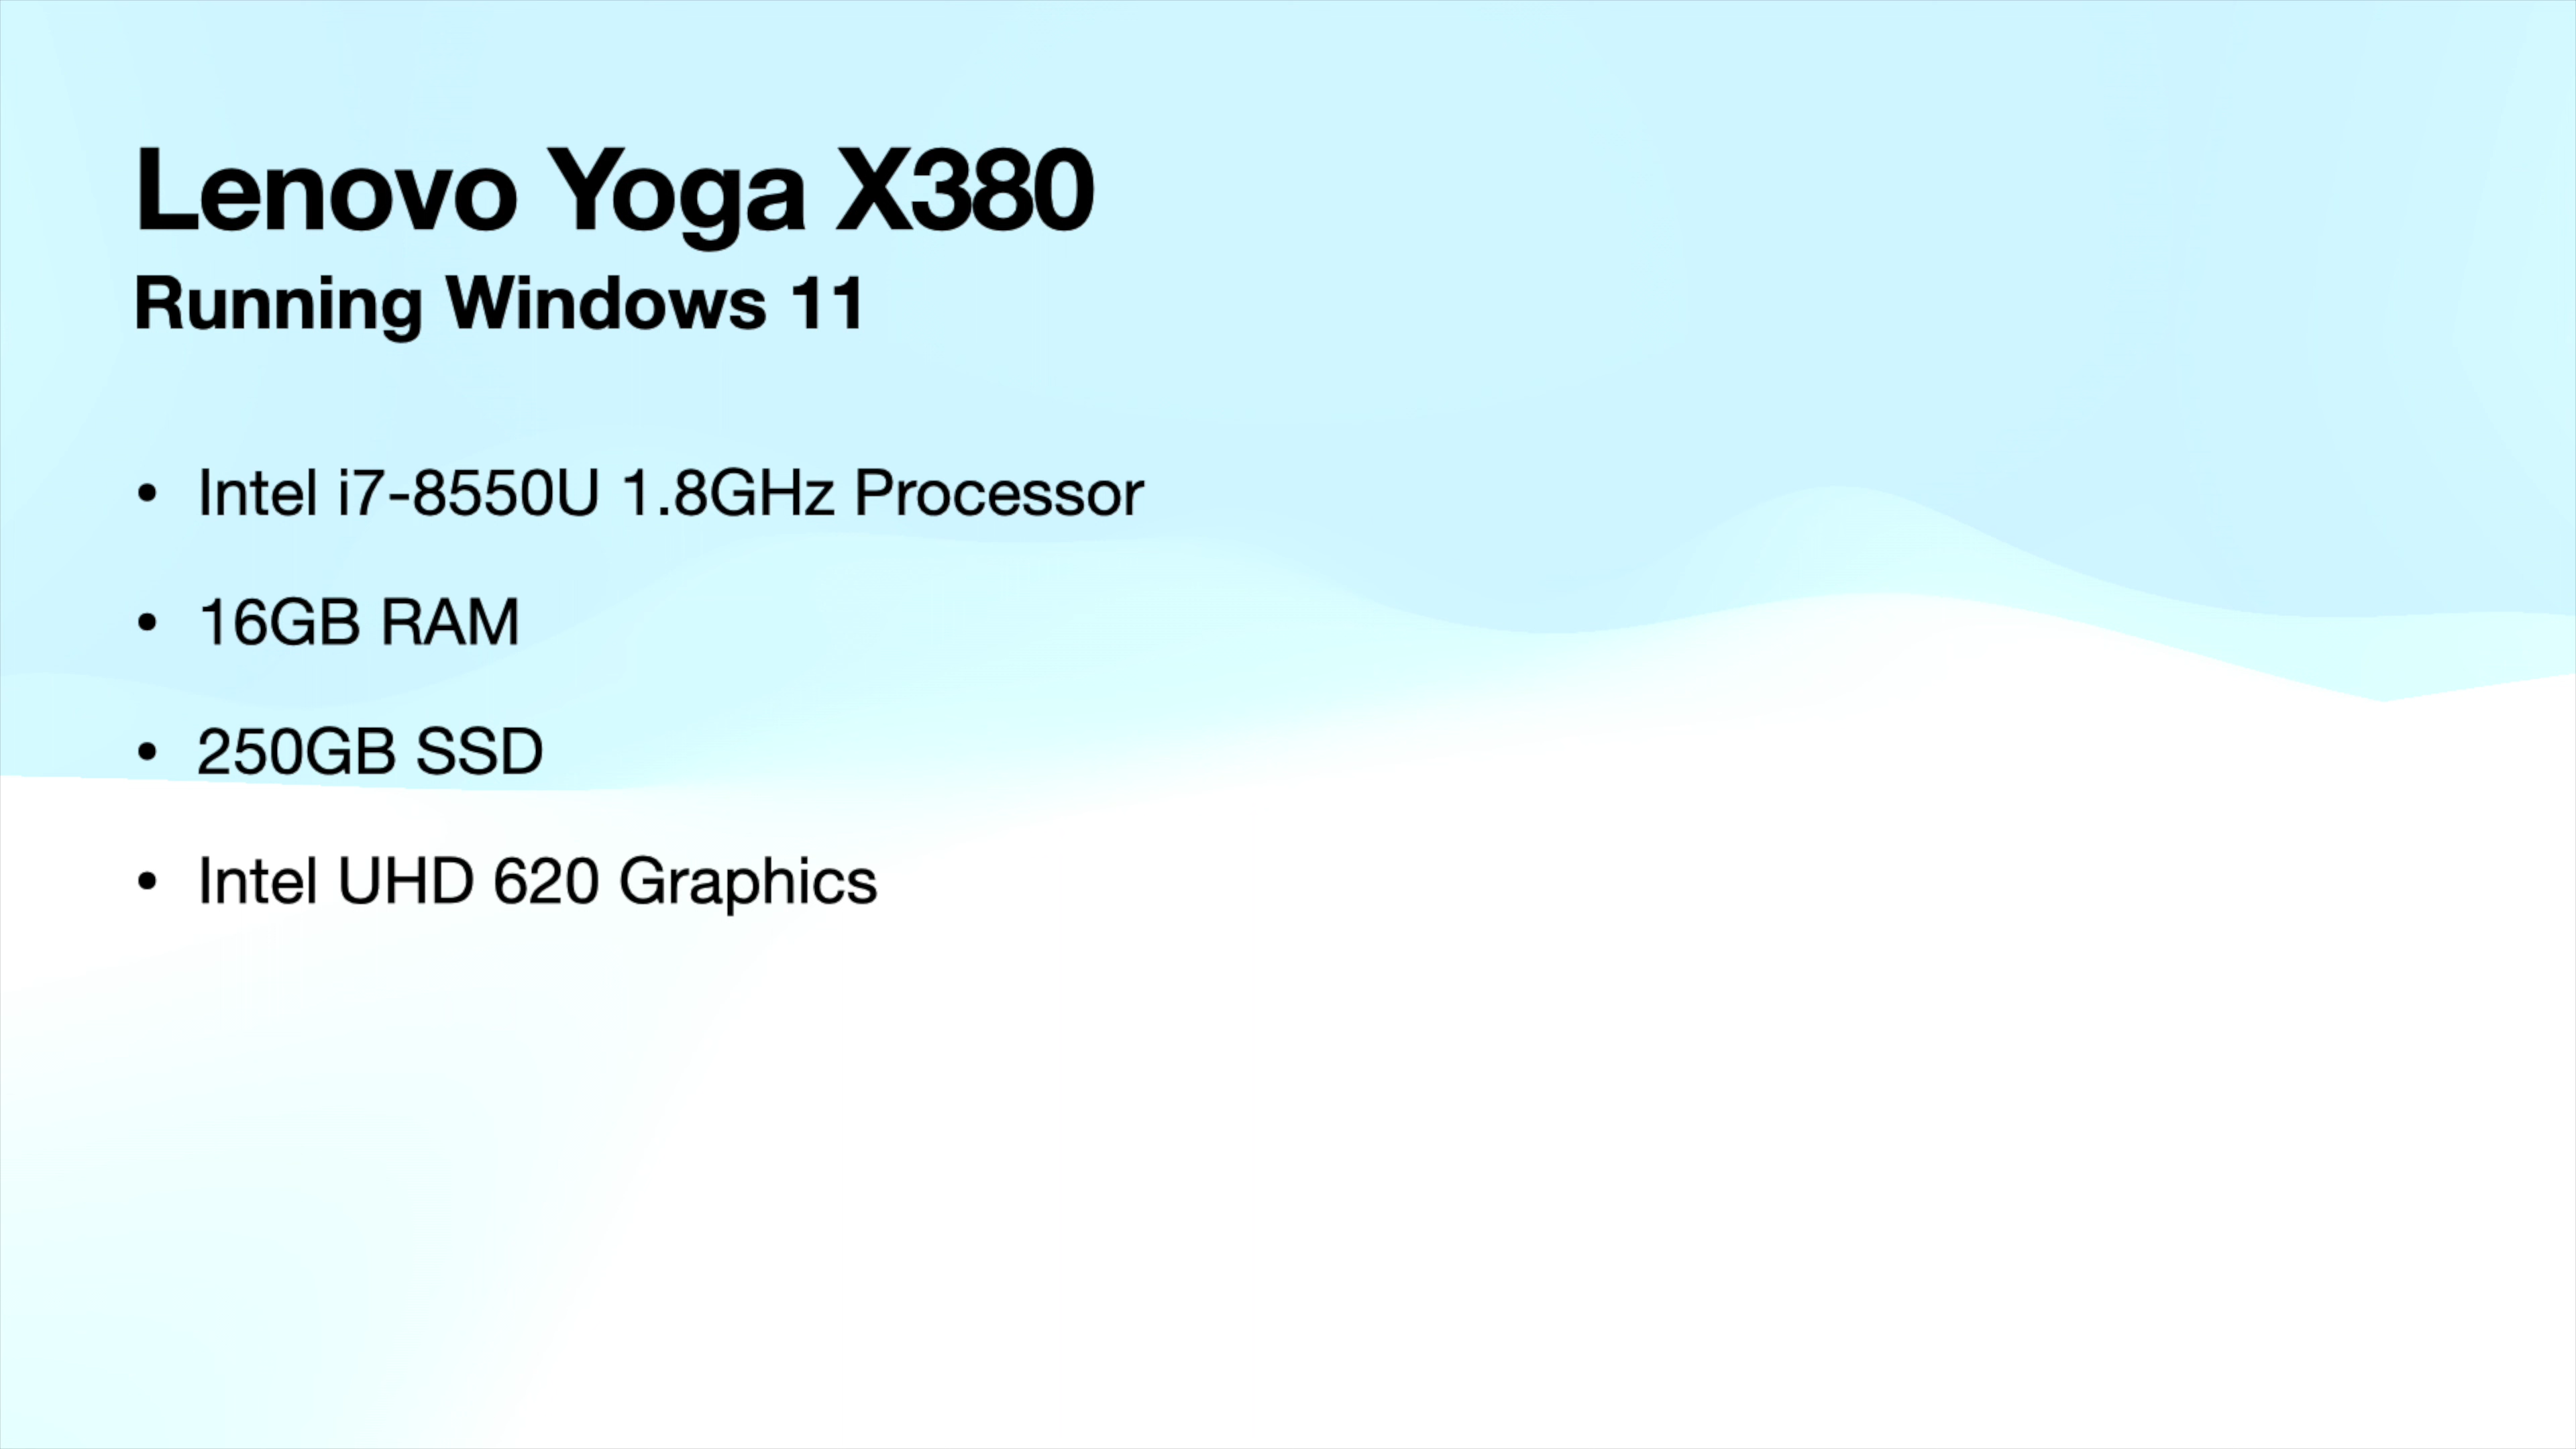 Lenovo Yoga X380
Running Windows 11
• Intel i7-8550U 1.8GHz Processor
• 16GB RAM
• 250GB SSD
• Intel UHD 620 Graphics